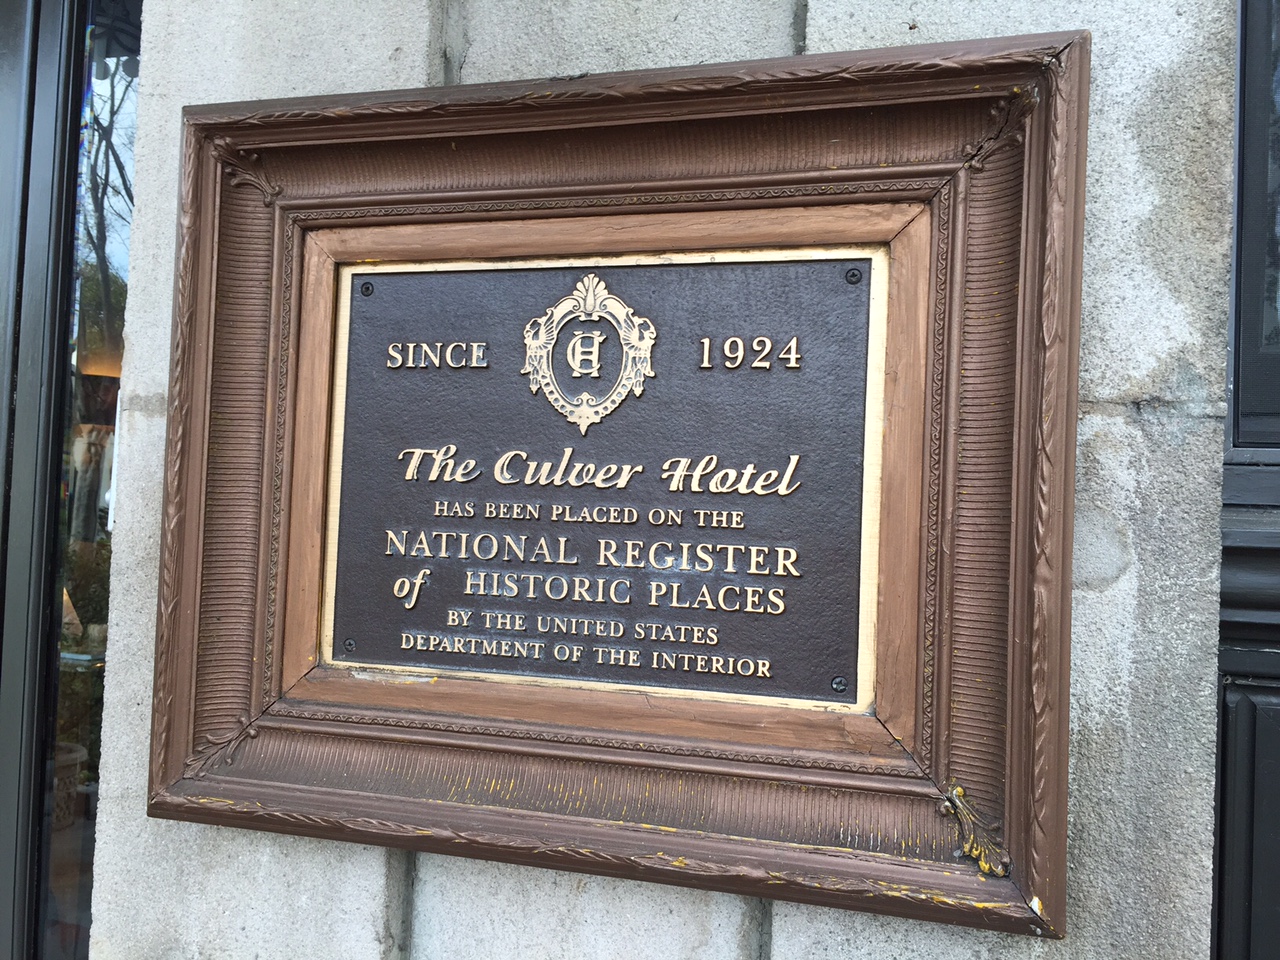 SINCE CH 1924
The Culver Hotel
HAS BEEN PLACED ON THE
NATIONAL REGISTER
of HISTORIC PLACES
BY THE UNITED STATES
DEPARTMENT OF THE INTERIOR